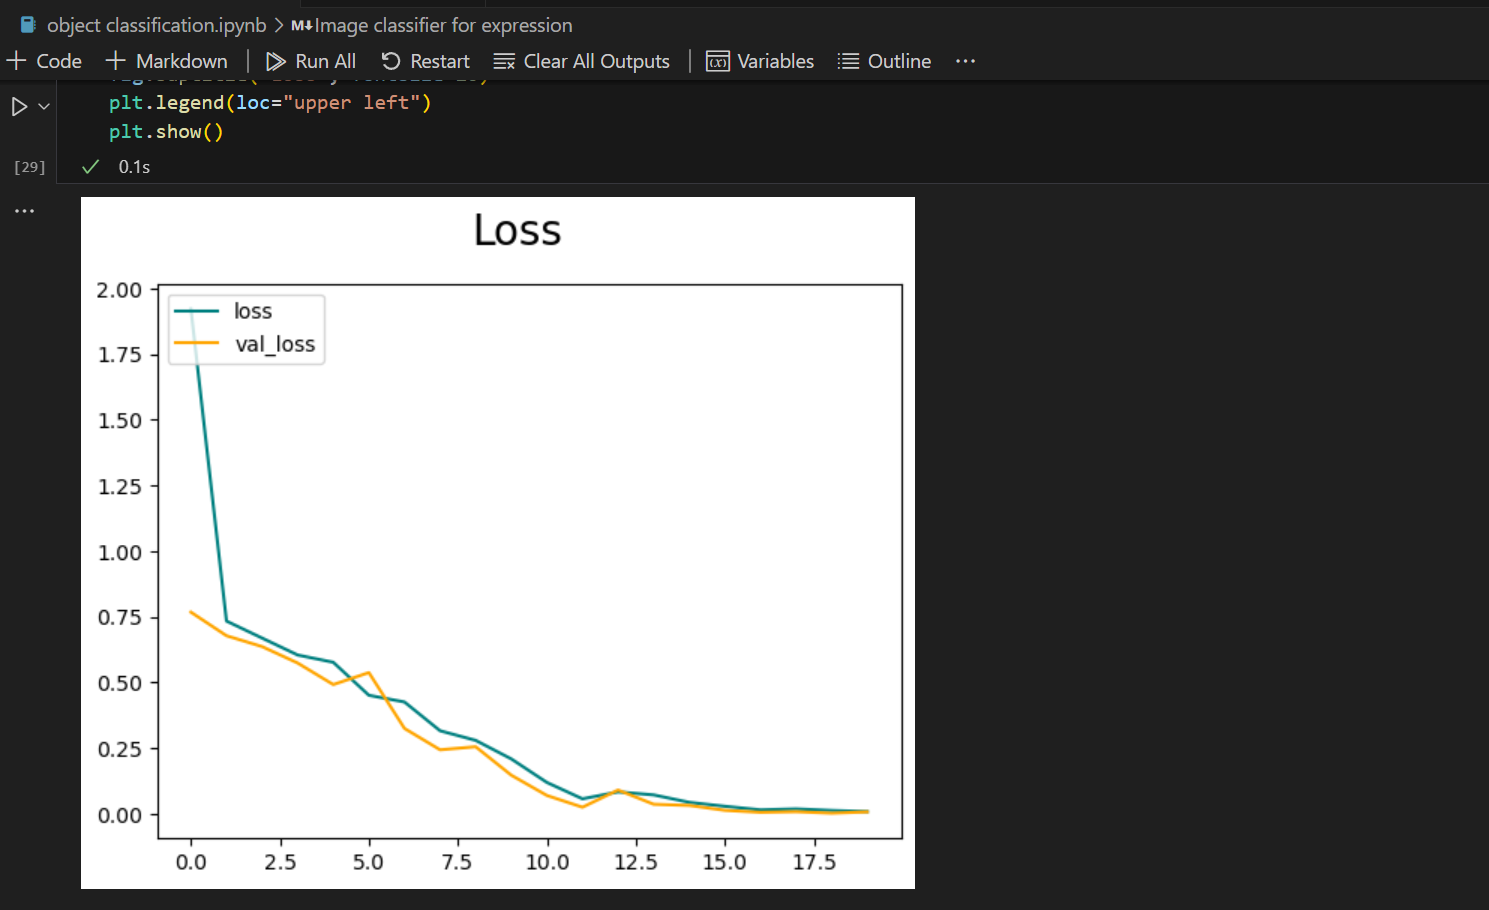 object classification.ipynb > M↓Image classifier for expression
+ Code + Markdown | Run All Restart Clear All Outputs | Variables Outline ...
plt.legend(loc="upper left")
plt.show()
[29] ✓ 0.1s
...
Loss
2.00
loss
val_loss
1.75
1.50
1.25
1.00
0.75
0.50
0.25
0.00
0.0 2.5 5.0 7.5 10.0 12.5 15.0 17.5